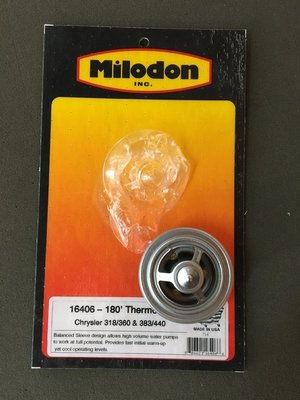 Milodon
INC.
16406 – 180' Thermo
Chrysler 318/360 & 383/440
Balanced Sleeve design allows high volume water pumps
to work at full potential. Provides fast initial warm-up
yet cool operating levels.
MADE IN USA